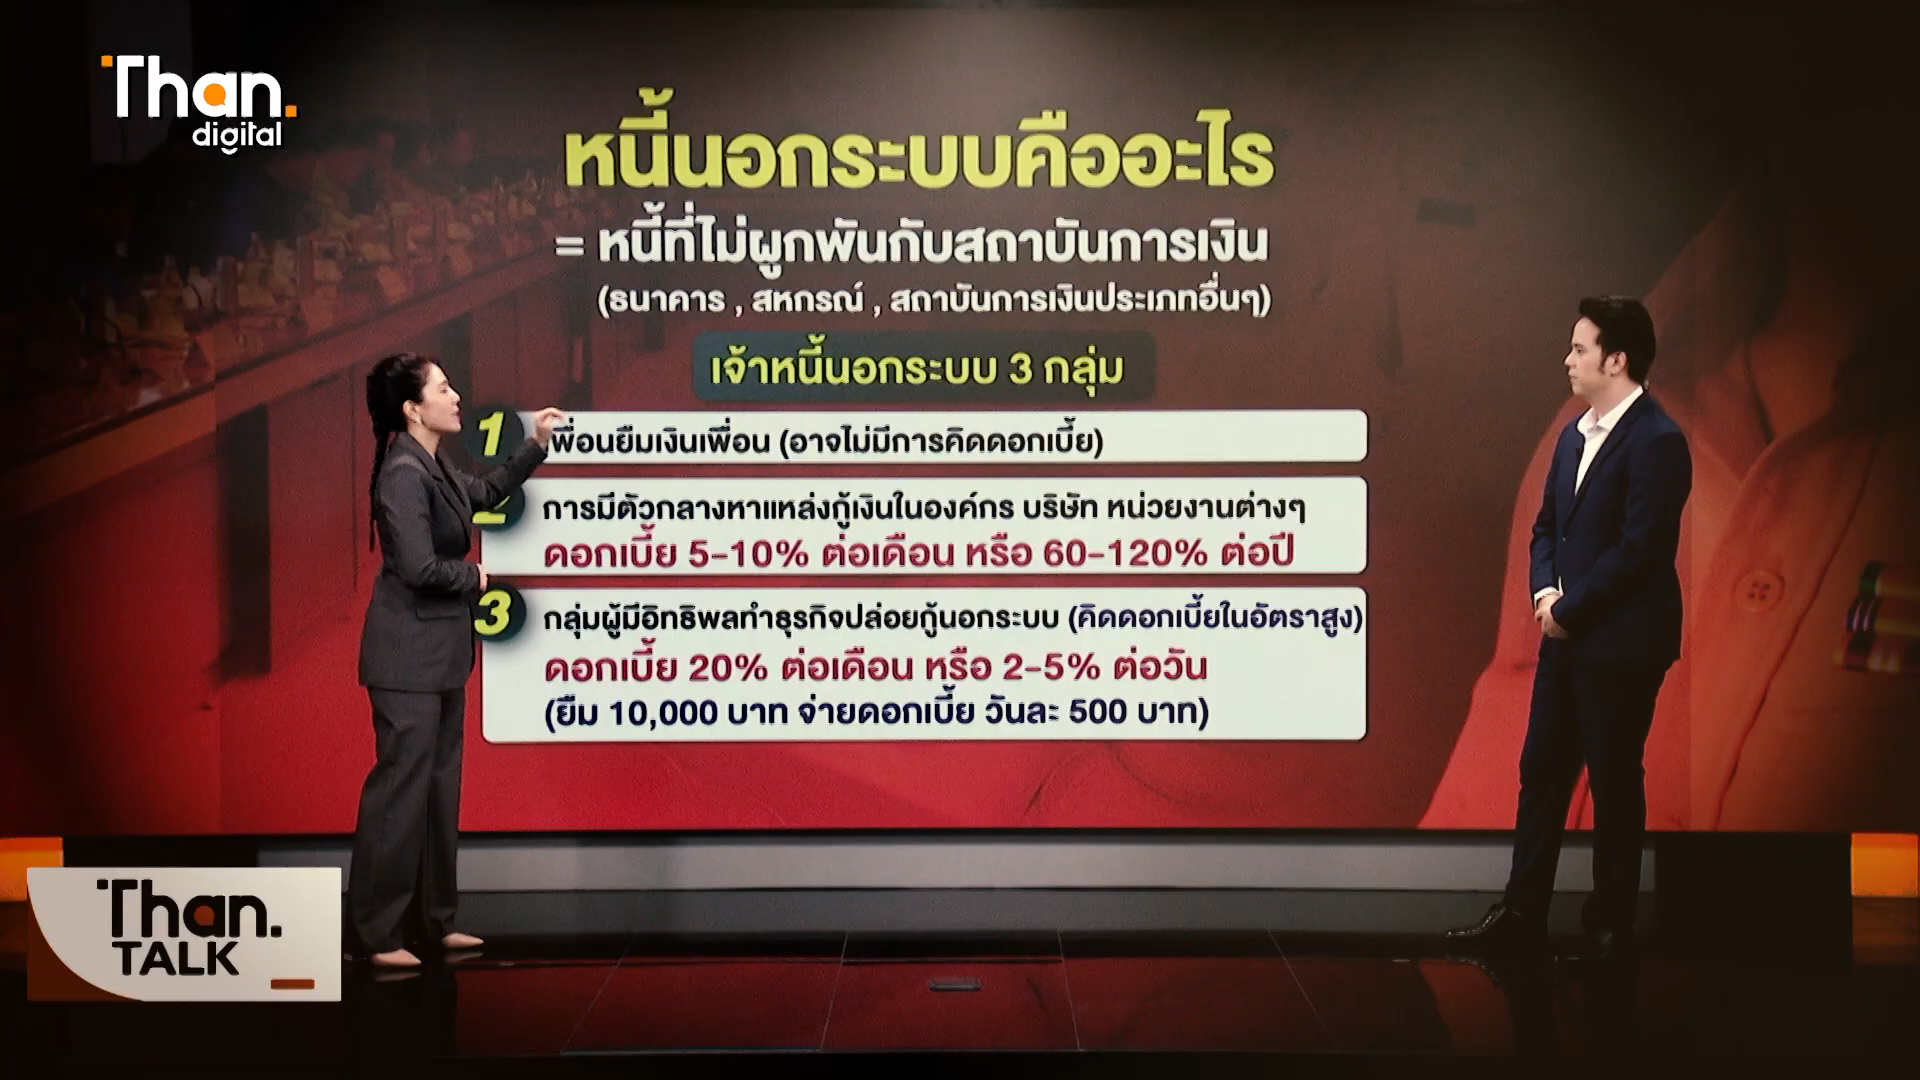 Than.
digital
หนี้นอกระบบคืออะไร
= หนี้ที่ไม่ผูกพันกับสถาบันการเงิน
(ธนาคาร , สหกรณ์ , สถาบันการเงินประเภทอื่นๆ)
เจ้าหนี้นอกระบบ 3 กลุ่ม
1 เพื่อนยืมเงินเพื่อน (อาจไม่มีการคิดดอกเบี้ย)
2 การมีตัวกลางหาแหล่งกู้เงินในองค์กร บริษัท หน่วยงานต่างๆ
ดอกเบี้ย 5-10% ต่อเดือน หรือ 60-120% ต่อปี
3 กลุ่มผู้มีอิทธิพลทำธุรกิจปล่อยกู้นอกระบบ (คิดดอกเบี้ยในอัตราสูง)
ดอกเบี้ย 20% ต่อเดือน หรือ 2-5% ต่อวัน
(ยืม 10,000 บาท จ่ายดอกเบี้ย วันละ 500 บาท)
Than.
TALK